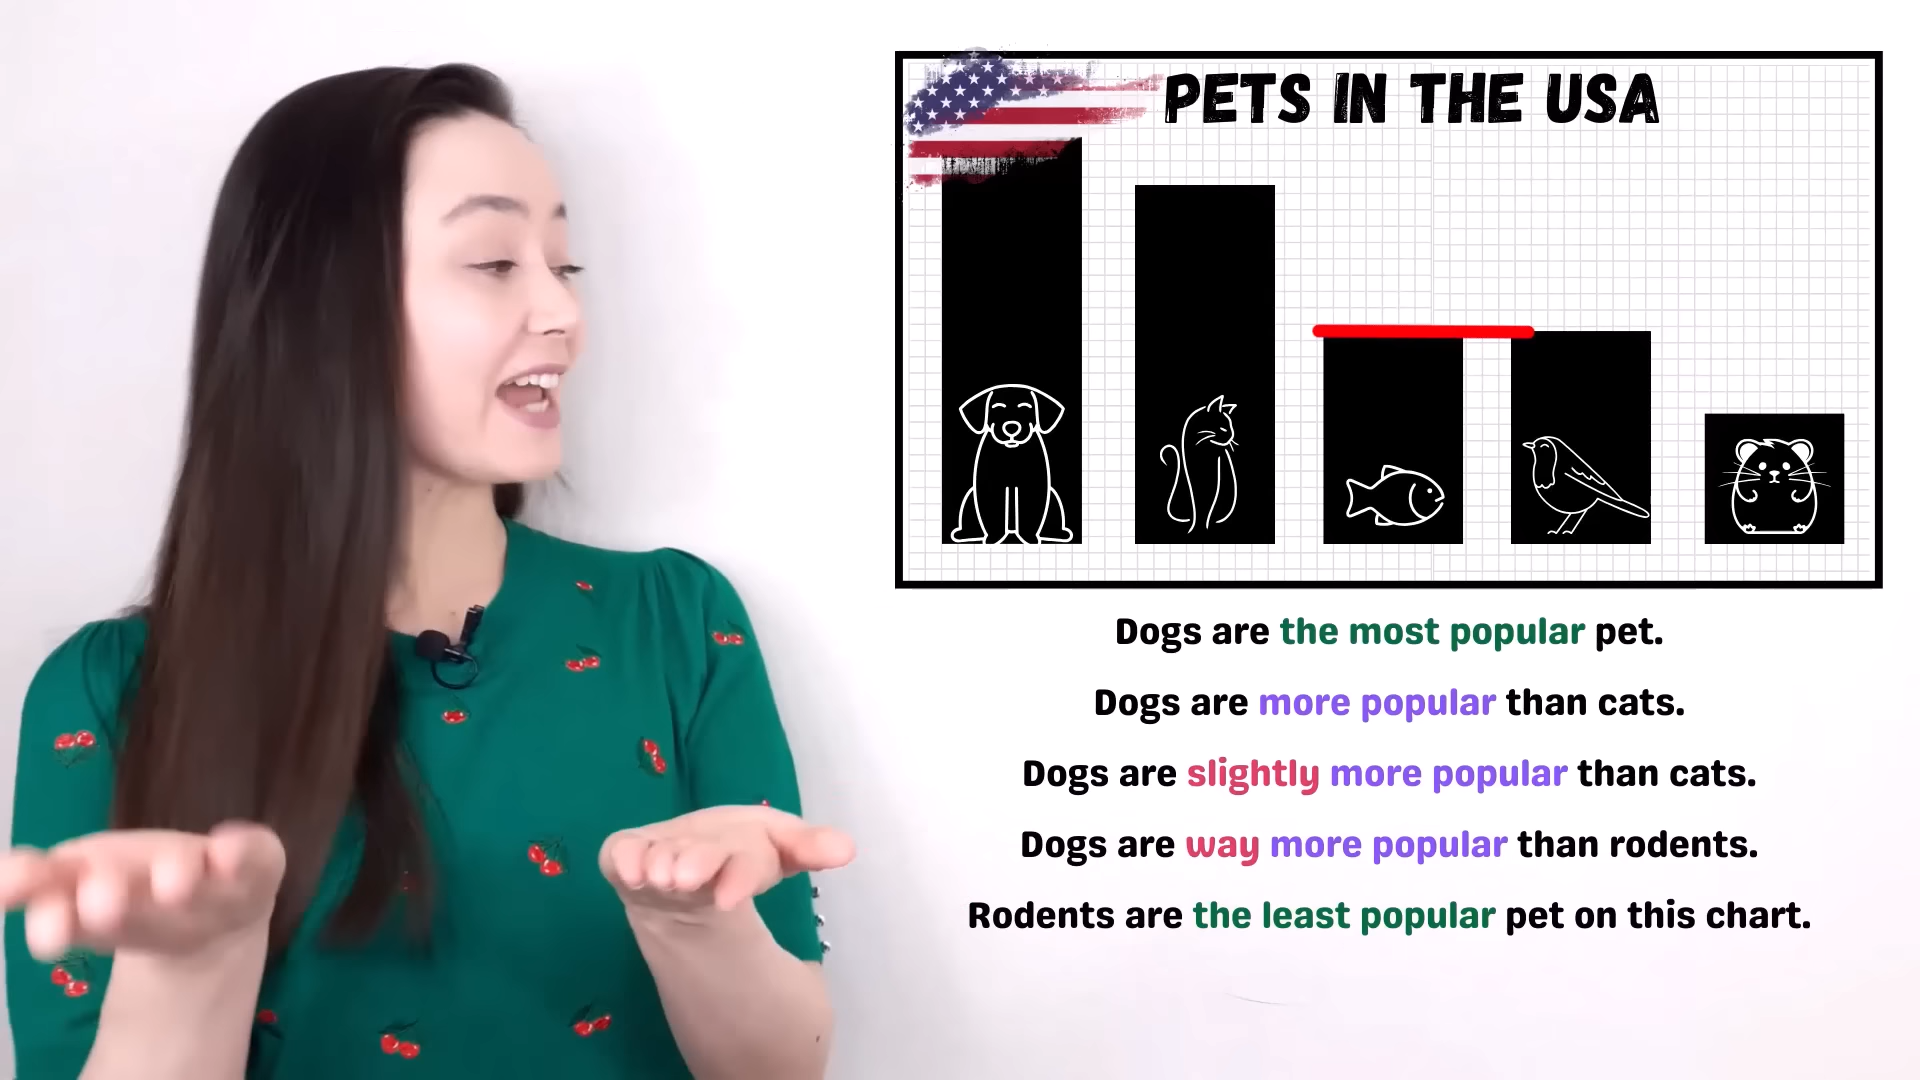 PETS IN THE USA
Dogs are the most popular pet.
Dogs are more popular than cats.
Dogs are slightly more popular than cats.
Dogs are way more popular than rodents.
Rodents are the least popular pet on this chart.